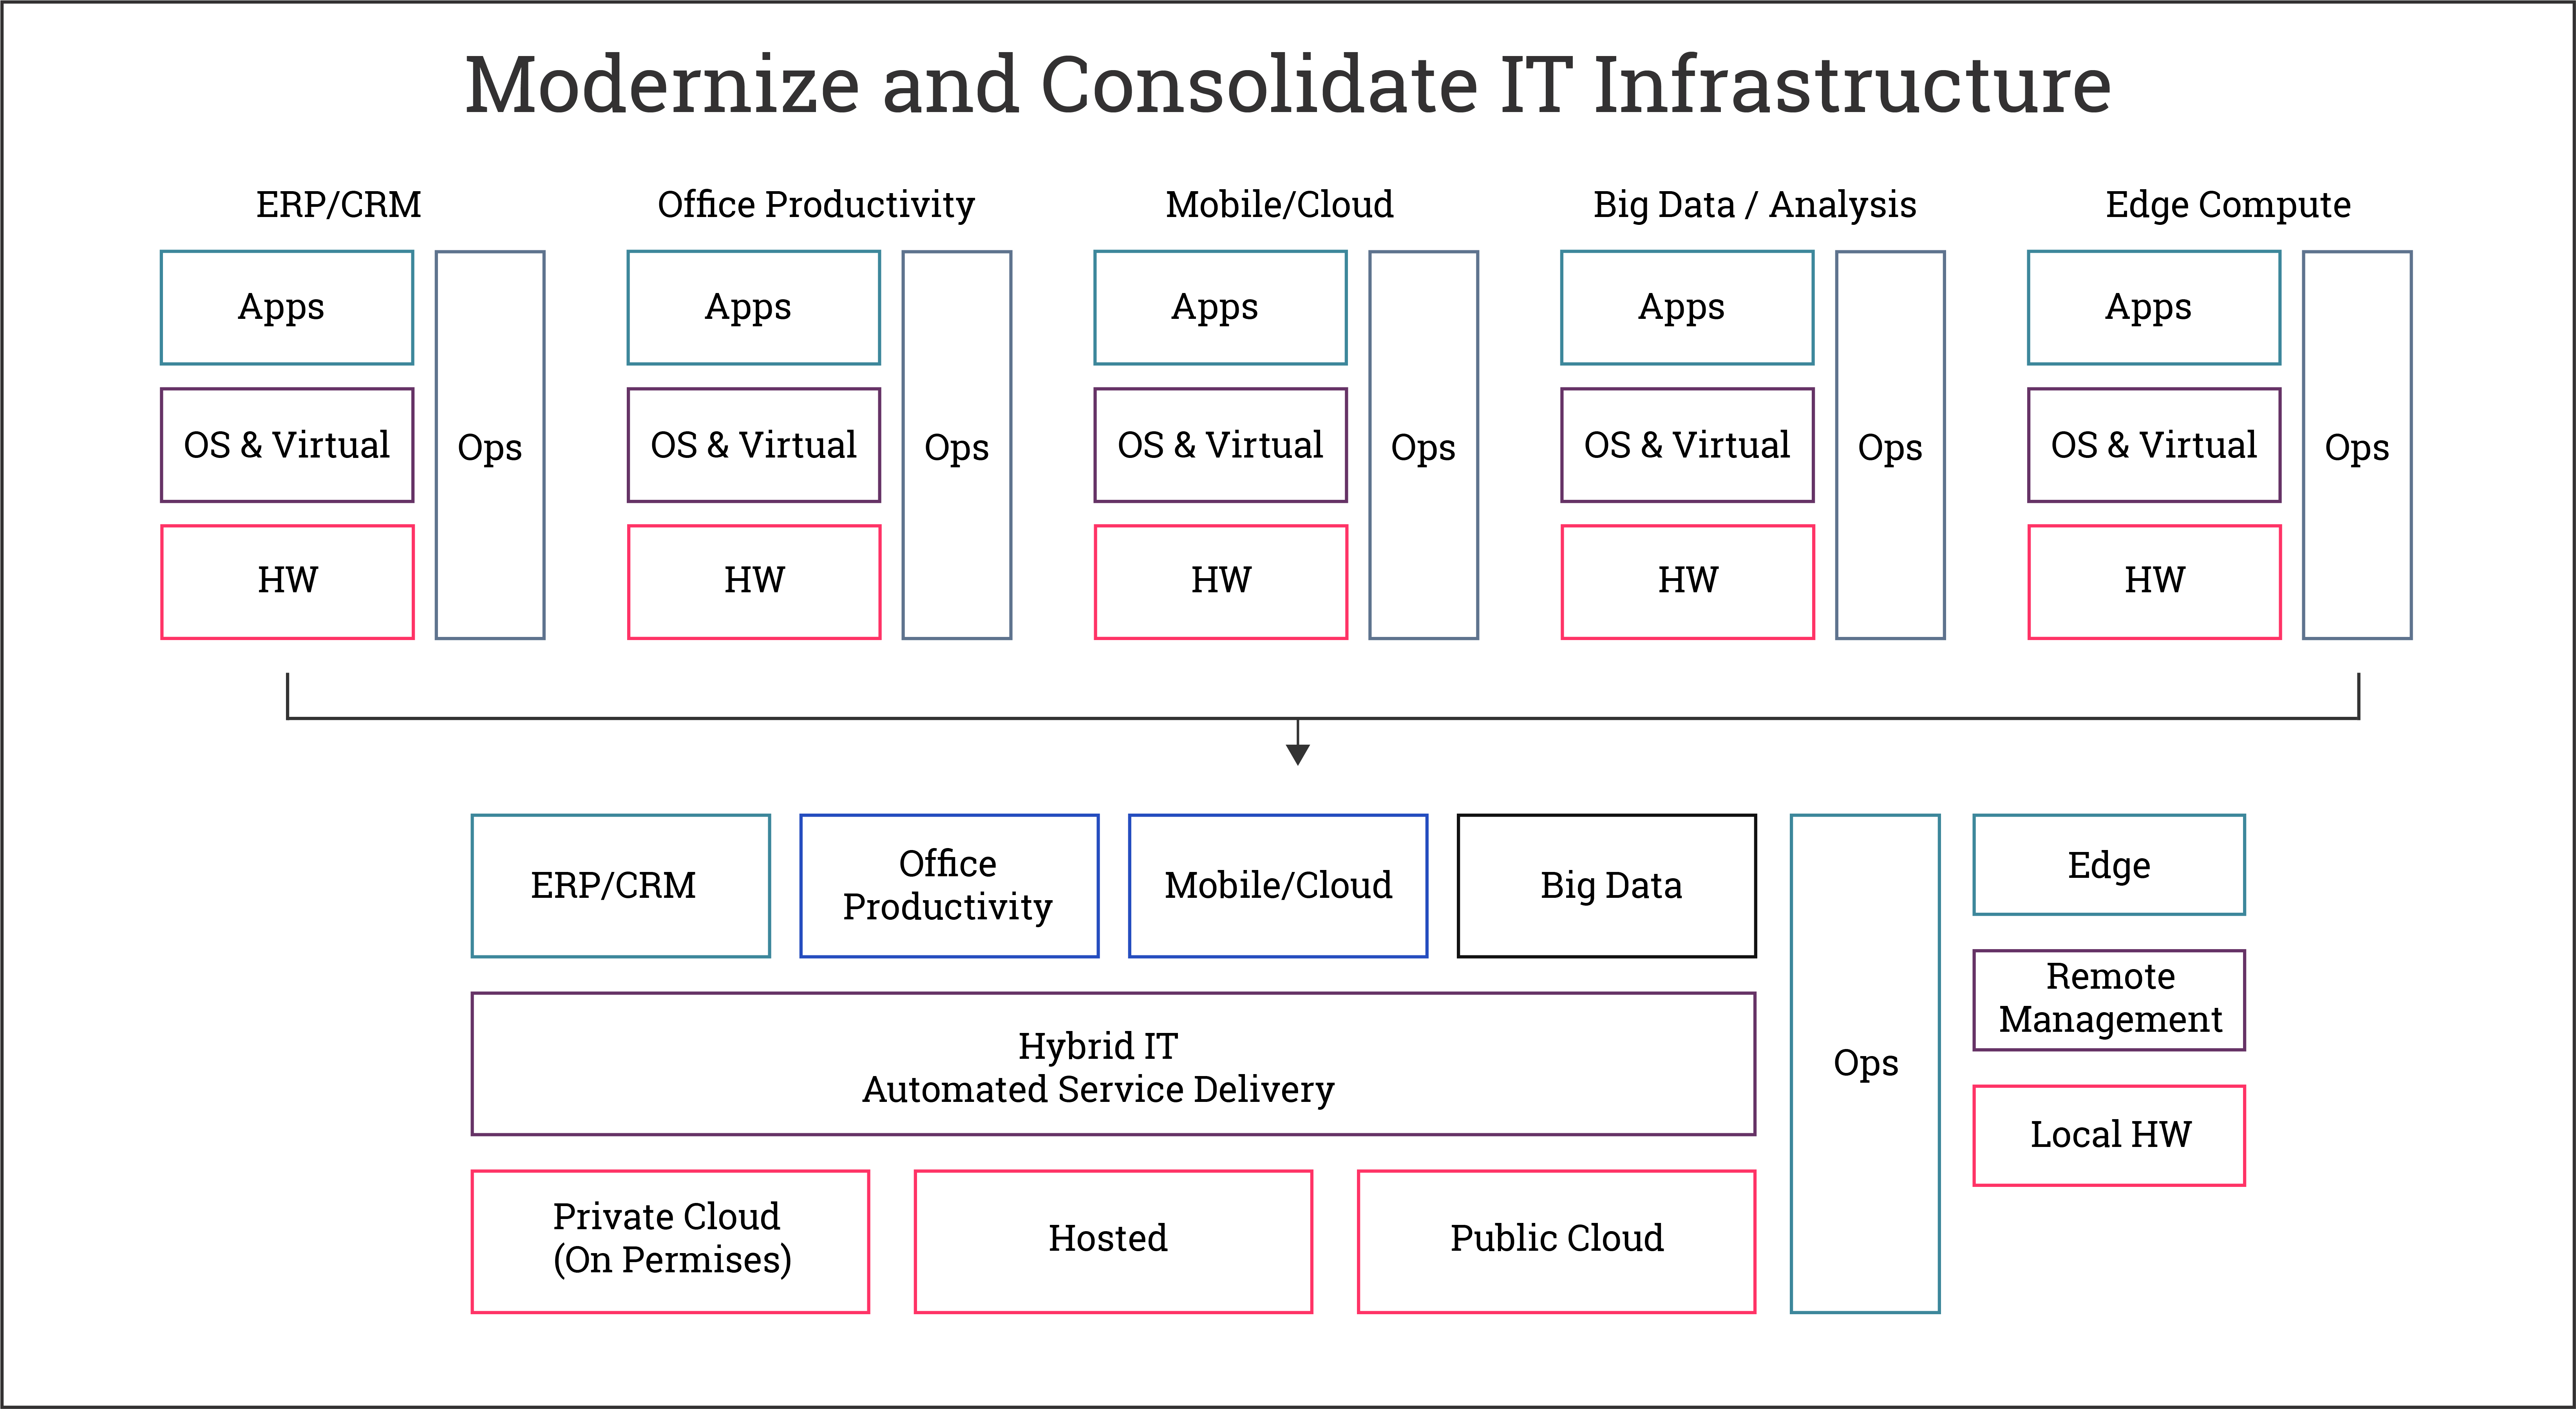 Modernize and Consolidate IT Infrastructure
ERP/CRM
Apps
OS & Virtual
HW
Ops
Office Productivity
Apps
OS & Virtual
HW
Ops
Mobile/Cloud
Apps
OS & Virtual
HW
Ops
Big Data / Analysis
Apps
OS & Virtual
HW
Ops
Edge Compute
Apps
OS & Virtual
HW
Ops
ERP/CRM
Office
Productivity
Mobile/Cloud
Big Data
Hybrid IT
Automated Service Delivery
Private Cloud
(On Permises)
Hosted
Public Cloud
Ops
Edge
Remote
Management
Local HW